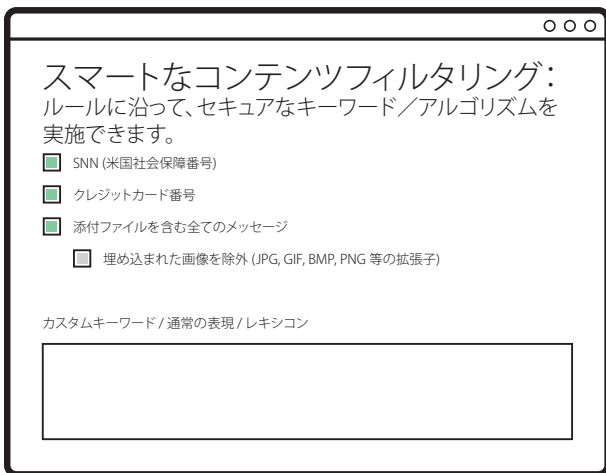 スマートなコンテンツフィルタリング：
ルールに沿って、セキュアなキーワード／アルゴリズムを
実施できます。
SNN (米国社会保障番号)
クレジットカード番号
添付ファイルを含む全てのメッセージ
埋め込まれた画像を除外 (JPG, GIF, BMP, PNG 等の拡張子)
カスタムキーワード / 通常の表現 / レキシコン